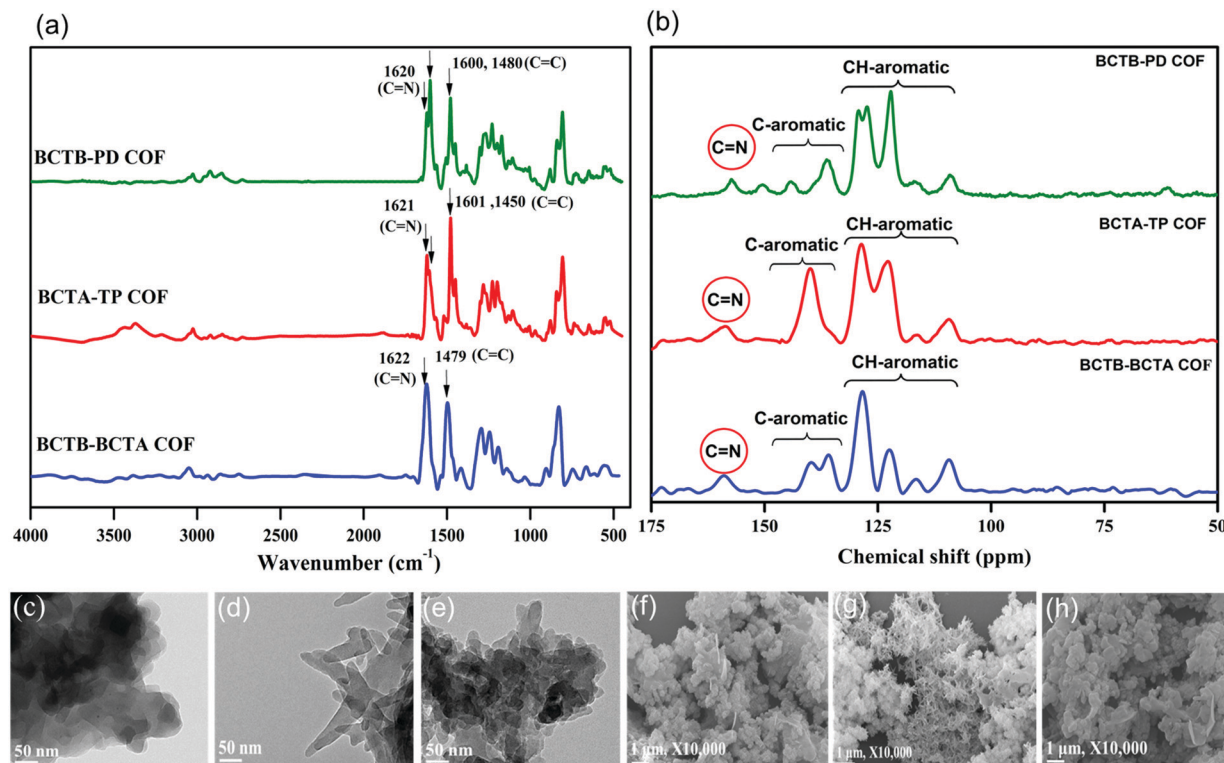 (a)
1620
(C=N)
1600, 1480 (C=C)
BCTB-PD COF
1621
(C=N)
1601 ,1450 (C=C)
BCTA-TP COF
1622
(C=N)
1479 (C=C)
BCTB-BCTA COF
4000 3500 3000 2500 2000 1500 1000 500
Wavenumber (cm-1)
(b)
BCTB-PD COF
CH-aromatic
C-aromatic
C=N
BCTA-TP COF
CH-aromatic
C-aromatic
C=N
BCTB-BCTA COF
CH-aromatic
C-aromatic
C=N
175 150 125 100 75 50
Chemical shift (ppm)
(c) (d) (e) (f) (g) (h)
50 nm 50 nm 50 nm 1 µm, X10,000 1 µm, X10,000 1 µm, X10,000